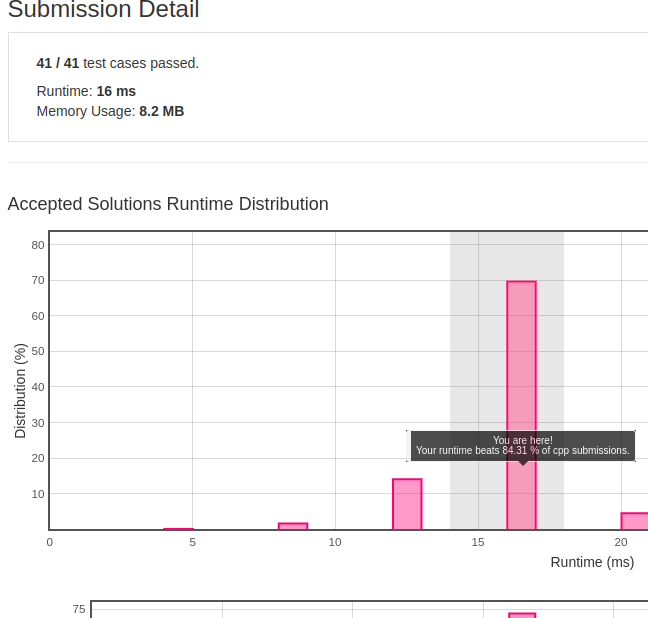 Submission Detail
41 / 41 test cases passed.
Runtime: 16 ms
Memory Usage: 8.2 MB
Accepted Solutions Runtime Distribution
80
70
60
50
40
30
20
10
Distribution (%)
You are here!
Your runtime beats 84.31 % of cpp submissions.
0 5 10 15 20
Runtime (ms)
75